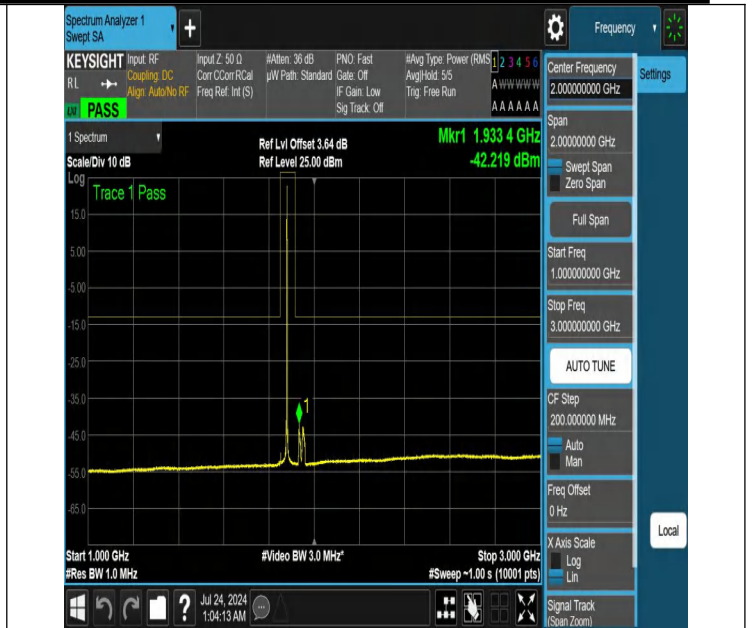 Spectrum Analyzer 1
Swept SA
+
Frequency
KEYSIGHT
RL
LXI
PASS
Input: RF
Coupling: DC
Align: Auto/No RF
Input Z: 50 Ω
Corr CCorr RCal
Freq Ref: Int (S)
#Atten: 36 dB
µW Path: Standard
PNO: Fast
Gate: Off
IF Gain: Low
Sig Track: Off
#Avg Type: Power (RMS
Avg|Hold: 5/5
Trig: Free Run
1 2 3 4 5 6
A W W W W W
A A A A A A
1 Spectrum
Scale/Div 10 dB
Ref Lvl Offset 3.64 dB
Ref Level 25.00 dBm
Mkr1 1.933 4 GHz
-42.219 dBm
Log
Trace 1 Pass
15.0
5.00
-5.00
-15.0
-25.0
-35.0
-45.0
-55.0
-65.0
1
Start 1.000 GHz
#Res BW 1.0 MHz
#Video BW 3.0 MHz*
Stop 3.000 GHz
#Sweep ~1.00 s (10001 pts)
Center Frequency
2.000000000 GHz
Settings
Span
2.00000000 GHz
Swept Span
Zero Span
Full Span
Start Freq
1.000000000 GHz
Stop Freq
3.000000000 GHz
AUTO TUNE
CF Step
200.000000 MHz
Auto
Man
Freq Offset
0 Hz
X Axis Scale
Log
Lin
Signal Track
(Span Zoom)
Local
?
Jul 24, 2024
1:04:13 AM